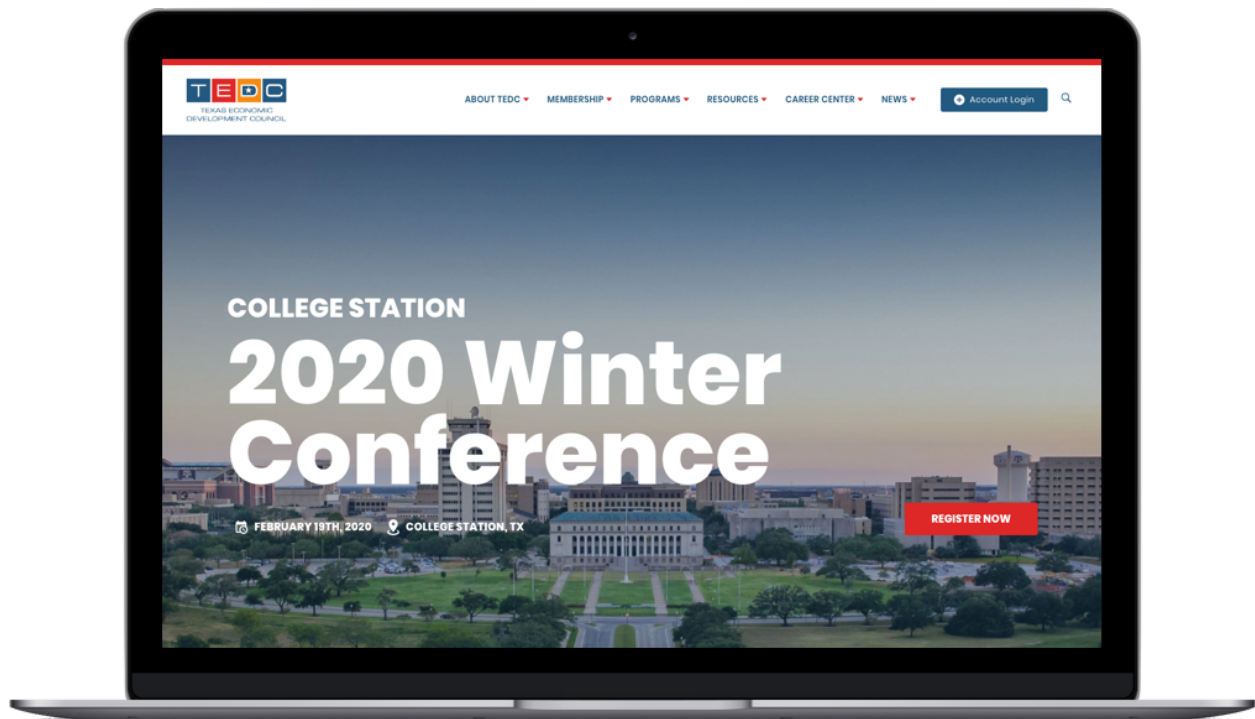 TEDC
TEXAS ECONOMIC
DEVELOPMENT COUNCIL
ABOUT TEDC MEMBERSHIP PROGRAMS RESOURCES CAREER CENTER NEWS Account Login
COLLEGE STATION
2020 Winter
Conference
FEBRUARY 19TH, 2020 COLLEGE STATION, TX
REGISTER NOW